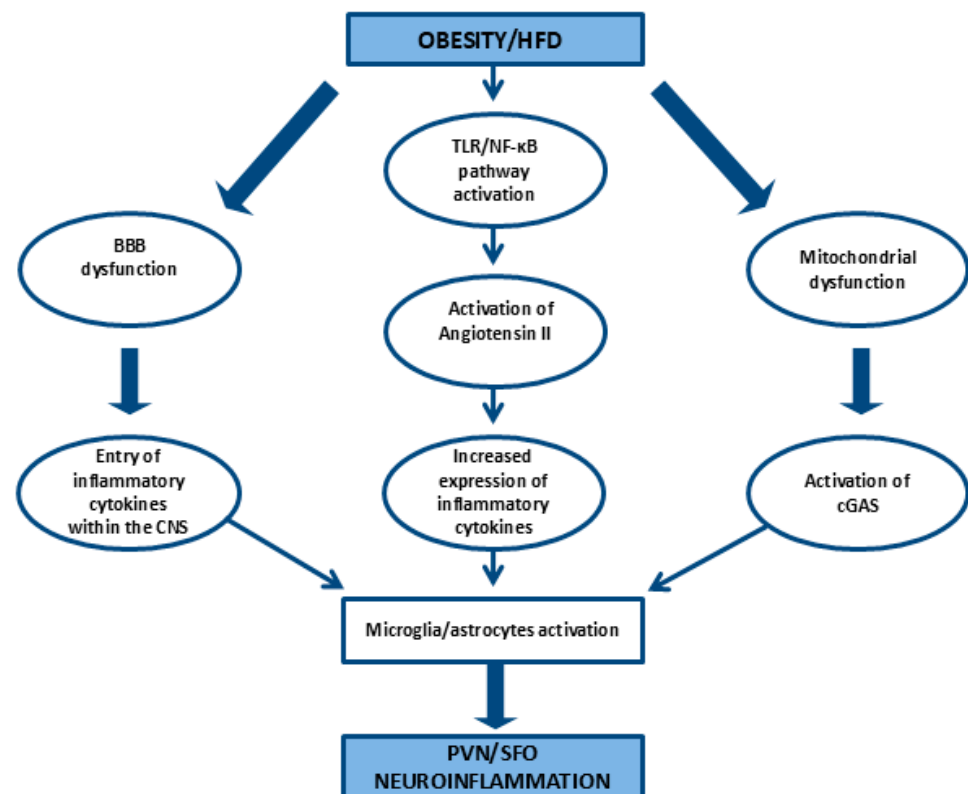 OBESITY/HFD
TLR/NF-κB
pathway
activation
BBB
dysfunction
Mitochondrial
dysfunction
Activation of
Angiotensin II
Entry of
inflammatory
cytokines
within the CNS
Increased
expression of
inflammatory
cytokines
Activation of
cGAS
Microglia/astrocytes activation
PVN/SFO
NEUROINFLAMMATION